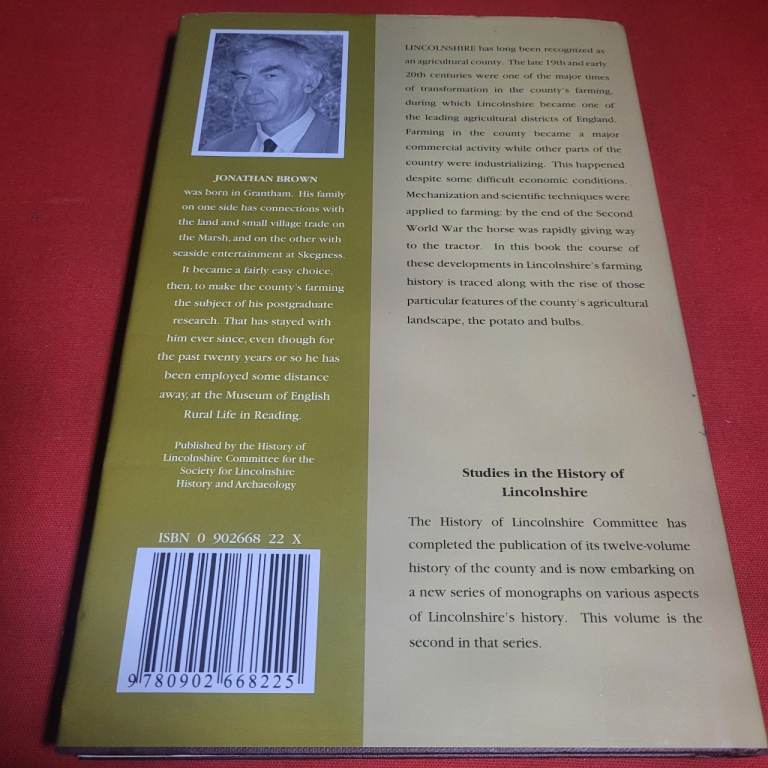 JONATHAN BROWN
was born in Grantham. His family
on one side has connections with
the land and small village trade on
the Marsh, and on the other with
seaside entertainment at Skegness.
It became a fairly easy choice,
then, to make the county's farming
the subject of his postgraduate
research. That has stayed with
him ever since, even though for
the past twenty years or so he has
been employed some distance
away, at the Museum of English
Rural Life in Reading.
Published by the History of
Lincolnshire Committee for the
Society for Lincolnshire
History and Archaeology
ISBN 0 902668 22 X
9 780902 668225
LINCOLNSHIRE has long been recognized as
an agricultural county. The late 19th and early
20th centuries were one of the major times
of transformation in the county's farming,
during which Lincolnshire became one of
the leading agricultural districts of England.
Farming in the county became a major
commercial activity while other parts of the
country were industrializing. This happened
despite some difficult economic conditions.
Mechanization and scientific techniques were
applied to farming: by the end of the Second
World War the horse was rapidly giving way
to the tractor. In this book the course of
these developments in Lincolnshire's farming
history is traced along with the rise of those
particular features of the county's agricultural
landscape, the potato and bulbs.
Studies in the History of
Lincolnshire
The History of Lincolnshire Committee has
completed the publication of its twelve-volume
history of the county and is now embarking on
a new series of monographs on various aspects
of Lincolnshire's history. This volume is the
second in that series.